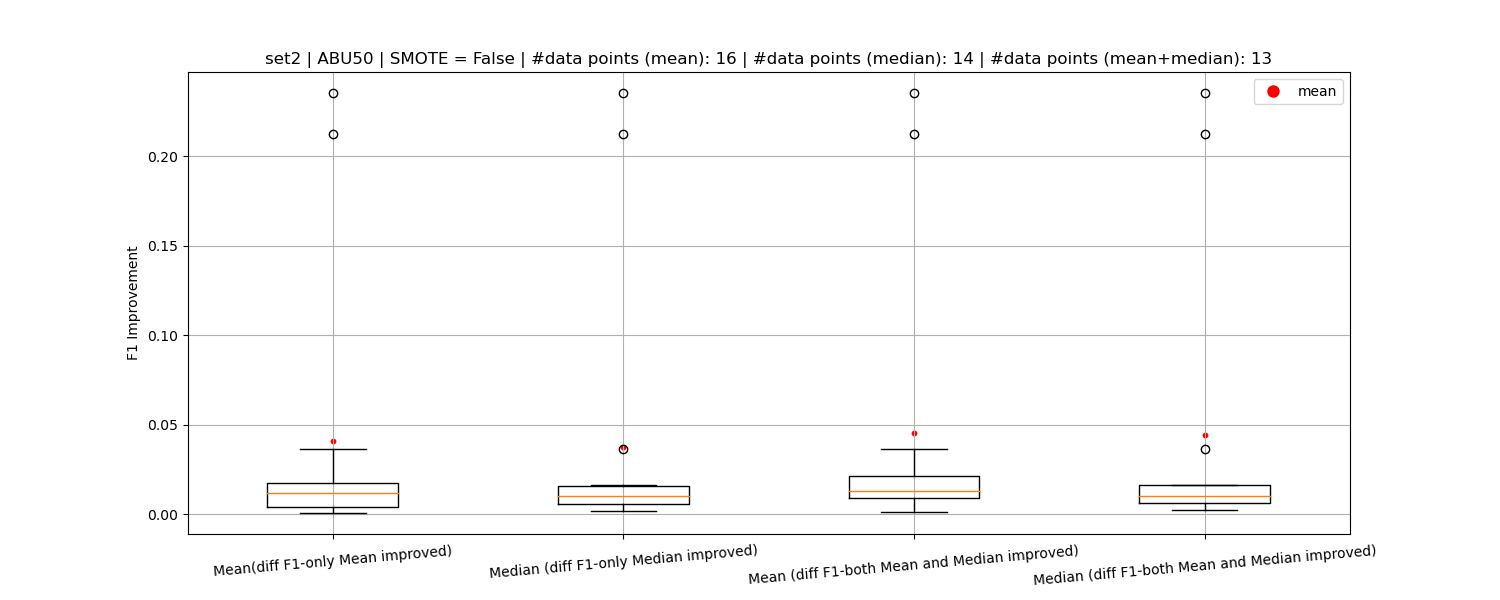 set2 | ABU50 | SMOTE = False | #data points (mean): 16 | #data points (median): 14 | #data points (mean+median): 13
mean
F1 Improvement
0.20
0.15
0.10
0.05
0.00
Mean(diff F1-only Mean improved)
Median (diff F1-only Median improved)
Mean (diff F1-both Mean and Median improved)
Median (diff F1-both Mean and Median improved)